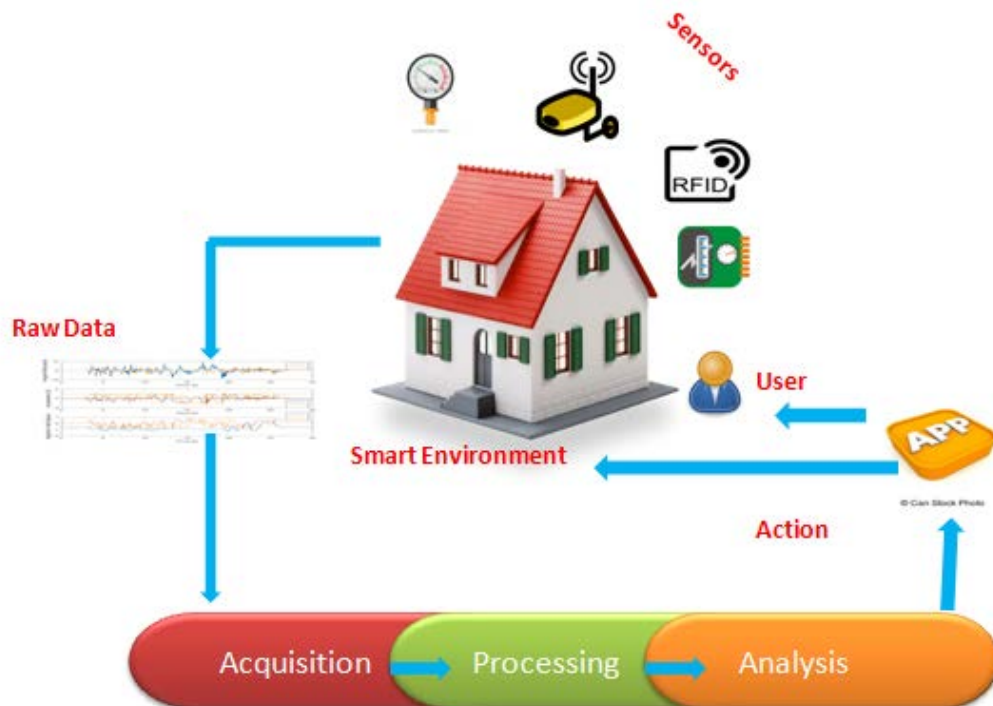 Sensors
RFID
Raw Data
User
APP
Smart Environment
© Can Stock Photo
Action
Acquisition
Processing
Analysis